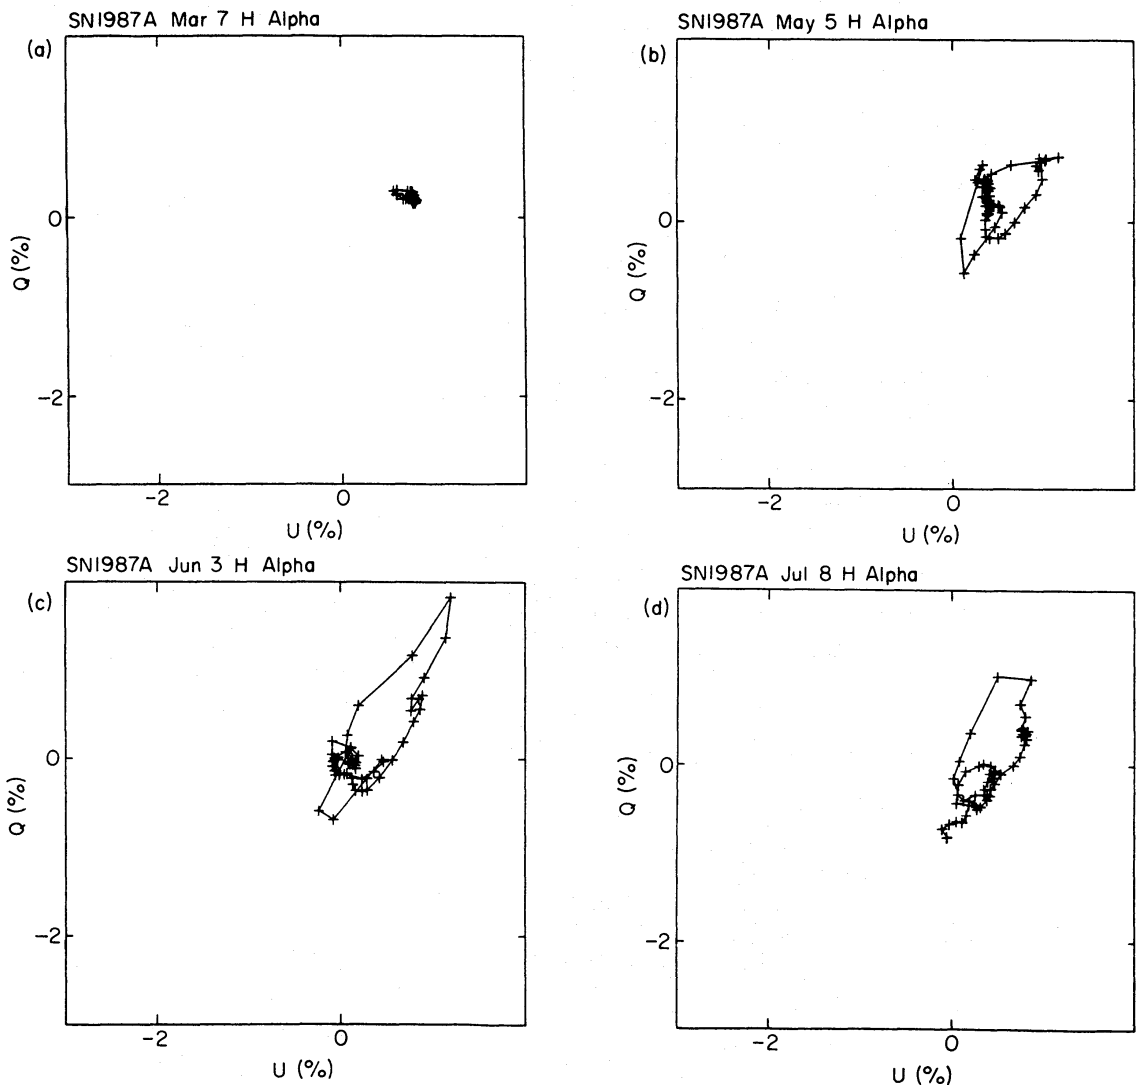 SN1987A Mar 7 H Alpha
(a)
0
-2
Q (%)
-2
0
U (%)
SN1987A May 5 H Alpha
(b)
0
-2
Q (%)
-2
0
U (%)
SN1987A Jun 3 H Alpha
(c)
0
-2
Q (%)
-2
0
U (%)
SN1987A Jul 8 H Alpha
(d)
0
-2
Q (%)
-2
0
U (%)